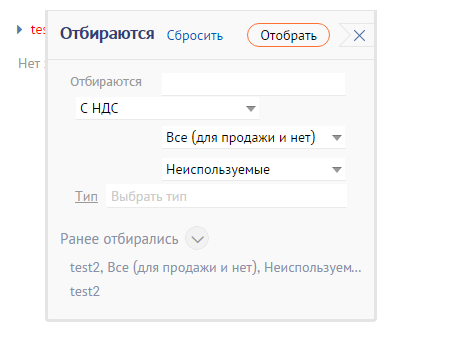 Отбираются Сбросить Отобрать
Нет
Отбираются
С НДС
Все (для продажи и нет)
Неиспользуемые
Тип Выбрать тип
Ранее отбирались
test2, Все (для продажи и нет), Неиспользуем...
test2